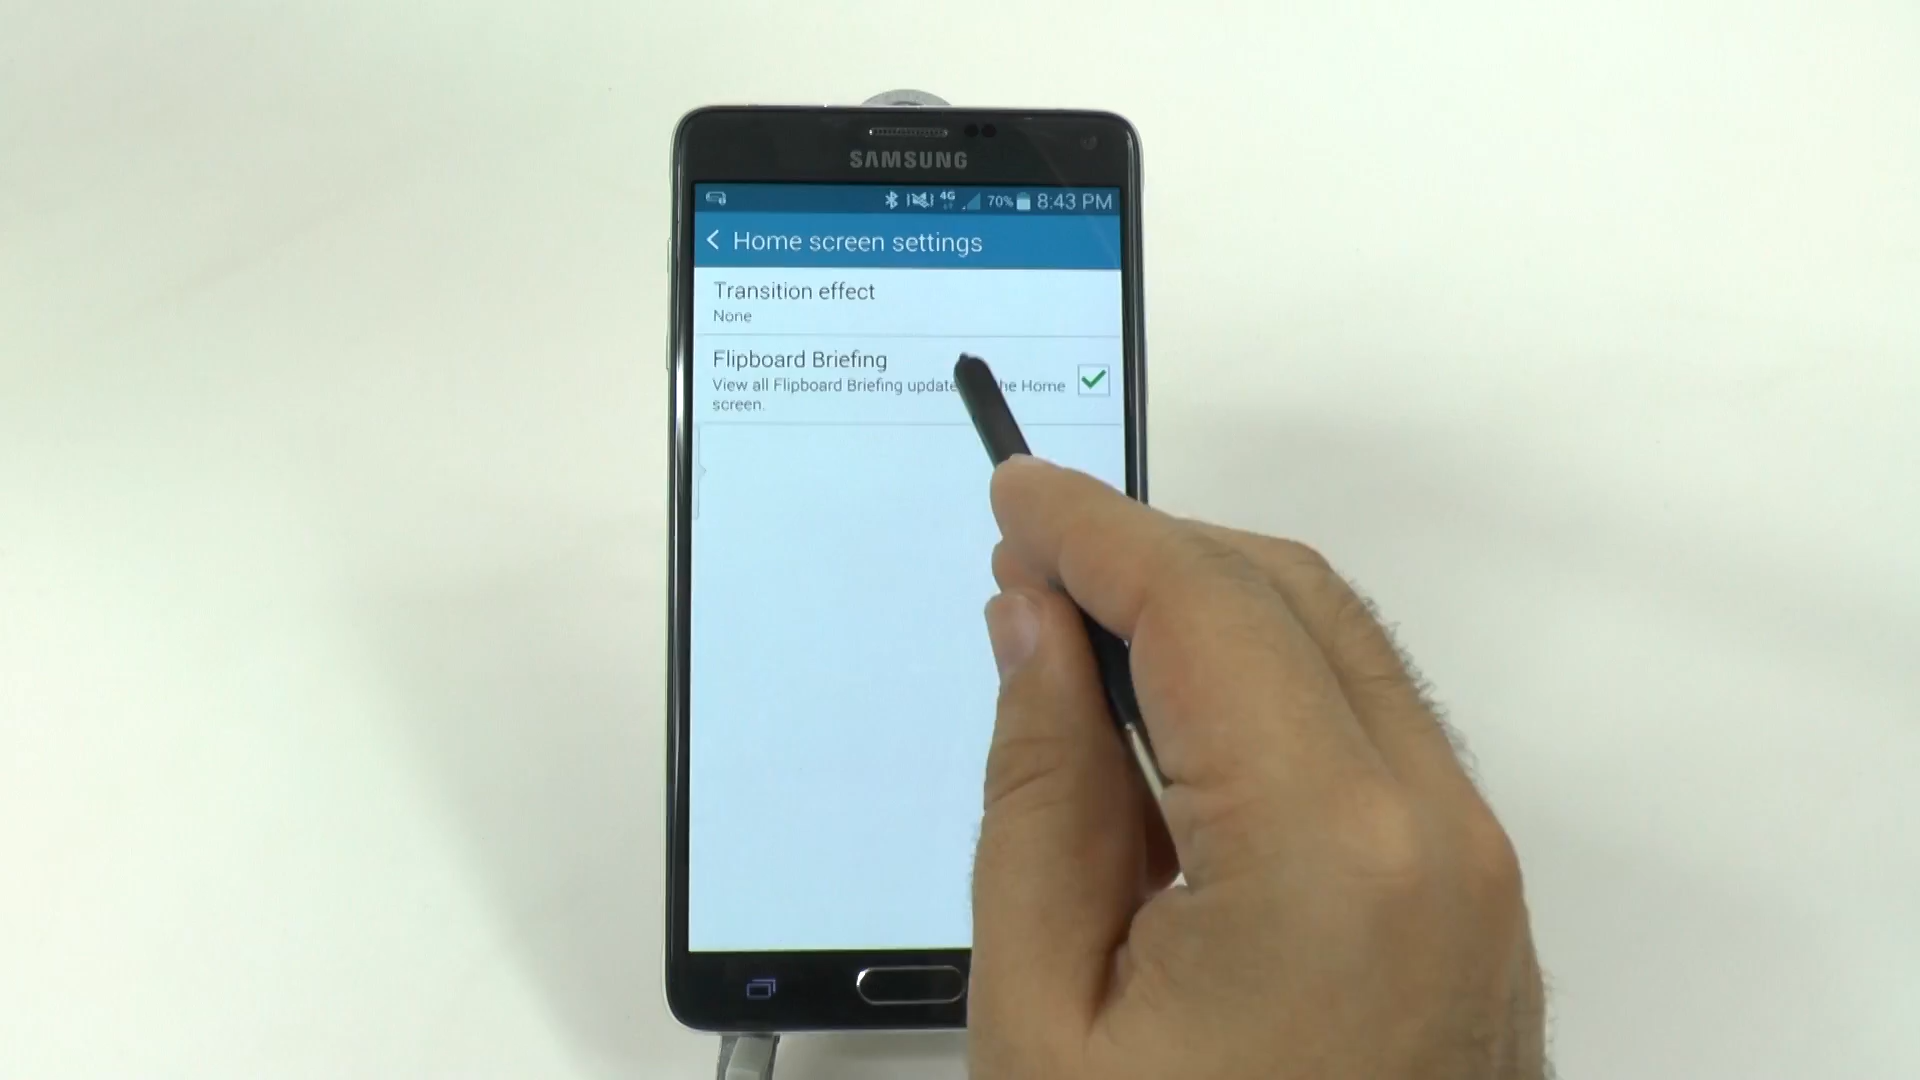 SAMSUNG
4G 70% 8:43 PM
Home screen settings
Transition effect
None
Flipboard Briefing
View all Flipboard Briefing update he Home
screen.